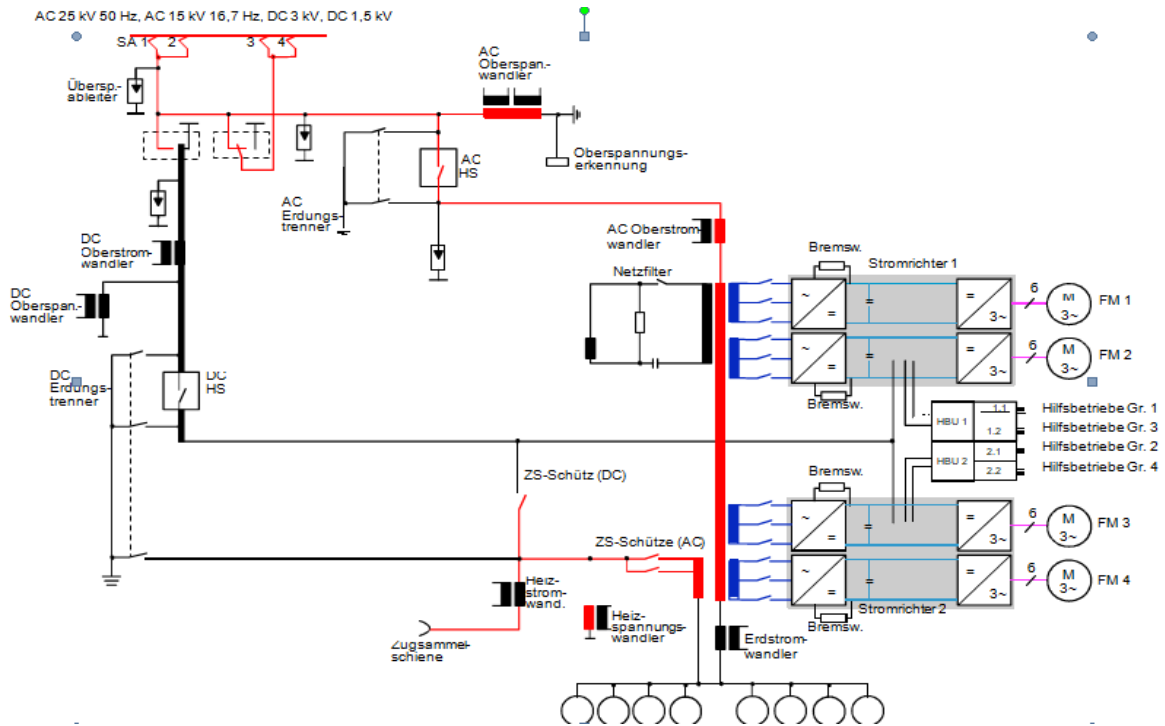 AC 25 kV 50 Hz, AC 15 kV 16,7 Hz, DC 3 kV, DC 1,5 kV
SA 1 2 3 4
Übersp.-
ableiter
AC
Oberspan.-
wandler
Oberspannungs-
erkennung
AC
HS
AC
Erdungs-
trenner
DC
Oberstrom-
wandler
AC Oberstrom-
wandler
DC
Oberspan.-
wandler
Netzfilter
Bremsw.
Stromrichter 1
~
=
=
=
3~
6
M
3~
FM 1
~
=
=
=
3~
6
M
3~
FM 2
Bremsw.
DC
Erdungs-
trenner
DC
HS
HBU 1
1.1
1.2
HBU 2
2.1
2.2
Hilfsbetriebe Gr. 1
Hilfsbetriebe Gr. 3
Hilfsbetriebe Gr. 2
Hilfsbetriebe Gr. 4
ZS-Schütz (DC)
ZS-Schütze (AC)
Bremsw.
~
=
=
=
3~
6
M
3~
FM 3
~
=
=
=
3~
6
M
3~
FM 4
Stromrichter 2
Bremsw.
Heiz-
strom-
wand.
Heiz-
spannungs-
wandler
Zugsammel-
schiene
Erdstrom-
wandler